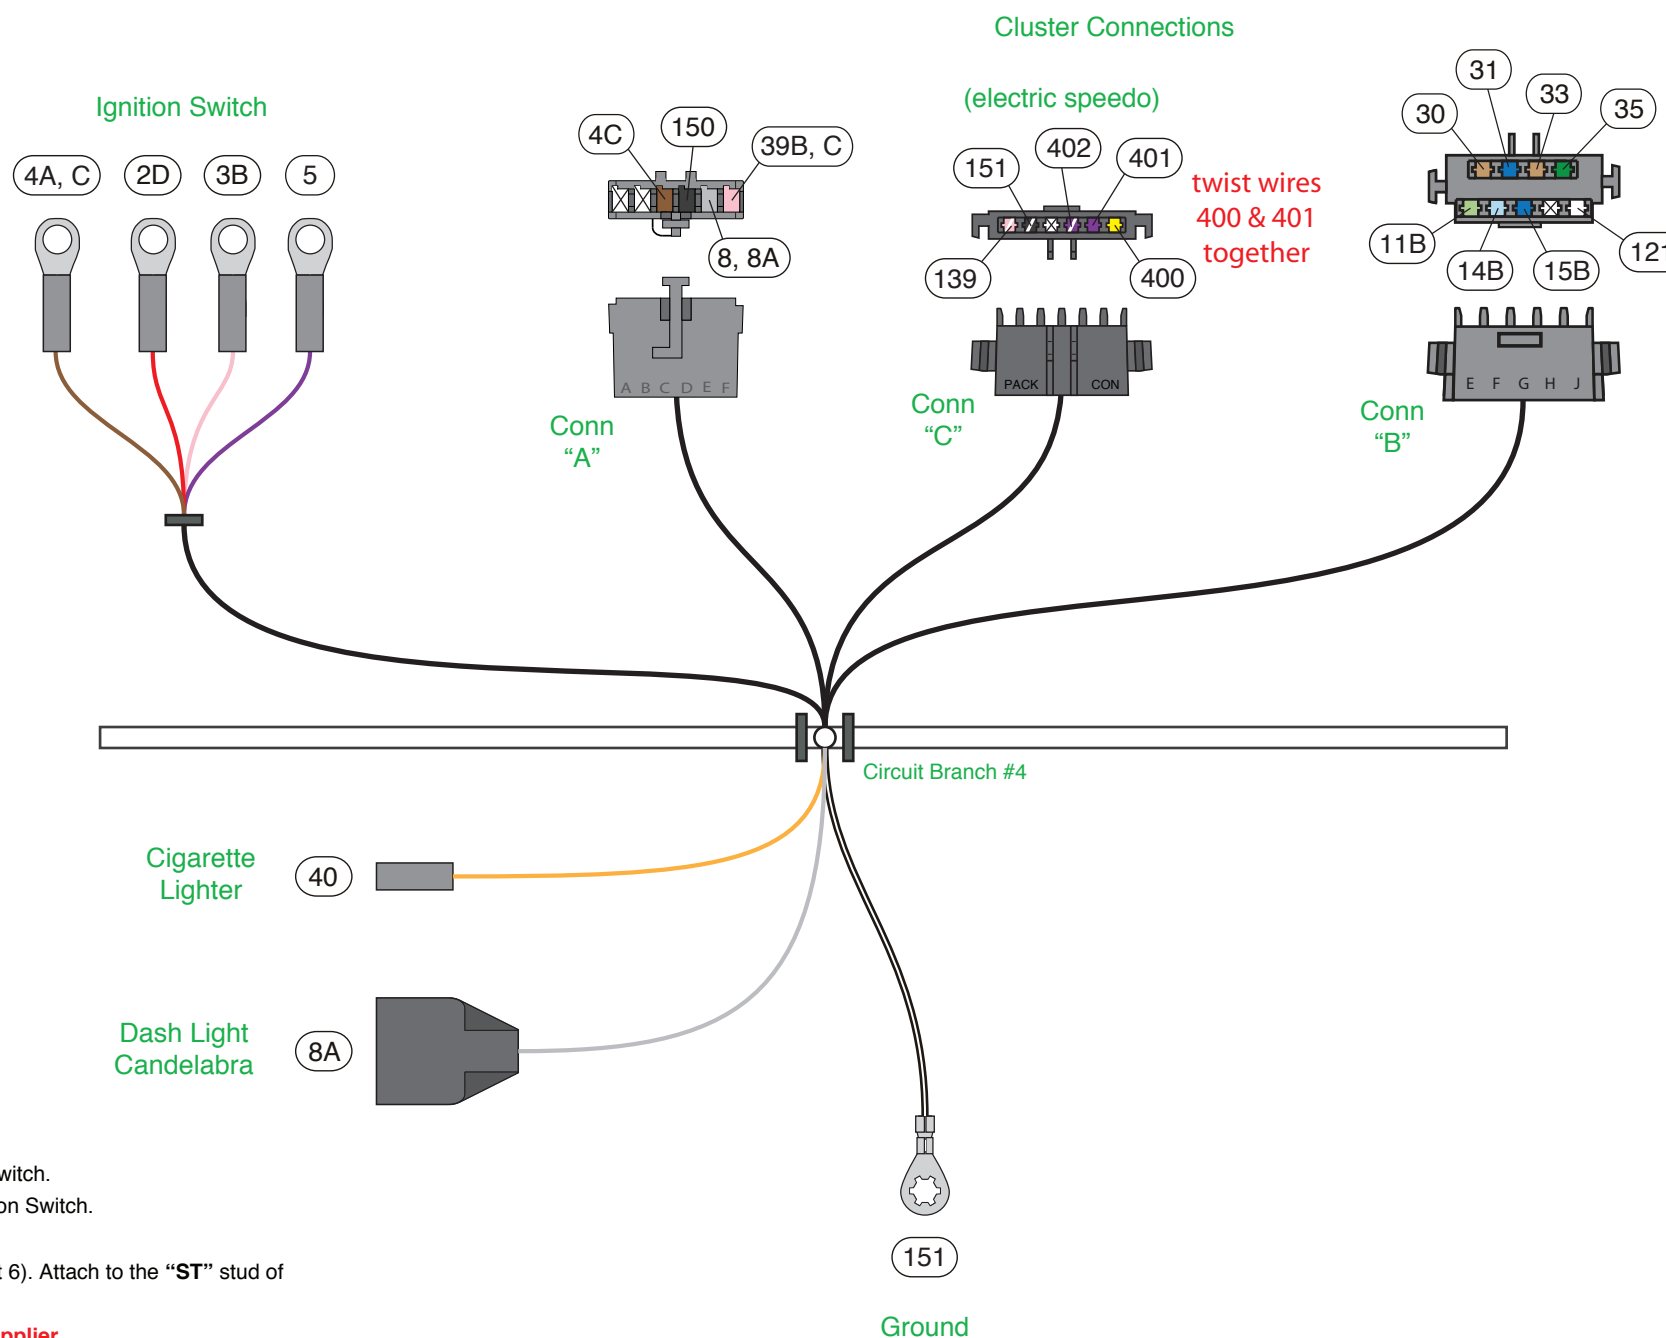 Cluster Connections
Ignition Switch
(electric speedo)
4A, C
2D
3B
5
4C
150
39B, C
8, 8A
151
402
401
139
400
twist wires
400 & 401
together
31
33
30
35
11B
14B
15B
121
A B C D E F
PACK CON
E F G H J
Conn
“A”
Conn
“C”
Conn
“B”
Circuit Branch #4
Cigarette
Lighter
40
Dash Light
Candelabra
8A
witch.
on Switch.
t 6). Attach to the “ST” stud of
pplier
151
Ground